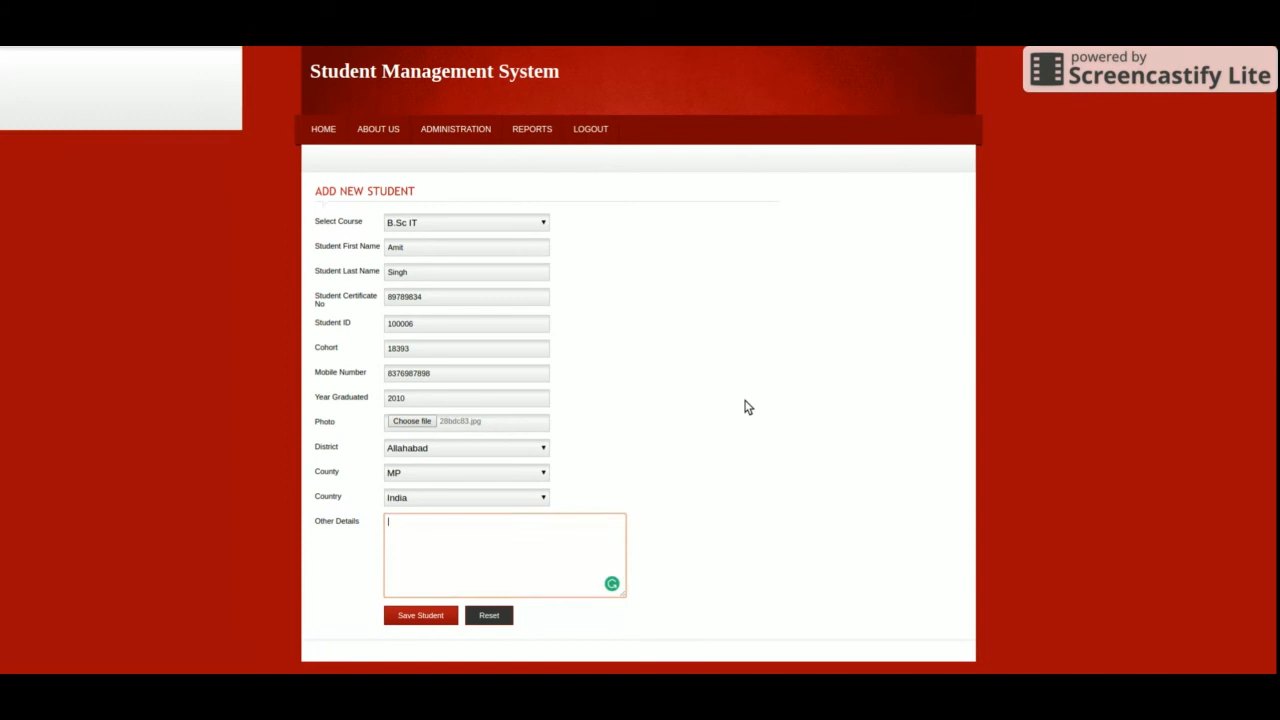 powered by
Screencastify Lite
Student Management System
HOME ABOUT US ADMINISTRATION REPORTS LOGOUT
ADD NEW STUDENT
Select Course B.Sc IT
Student First Name Amit
Student Last Name Singh
Student Certificate No 89789834
Student ID 100006
Cohort 18393
Mobile Number 8376987898
Year Graduated 2010
Photo Choose file 28bdc83.jpg
District Allahabad
County MP
Country India
Other Details
Save Student Reset